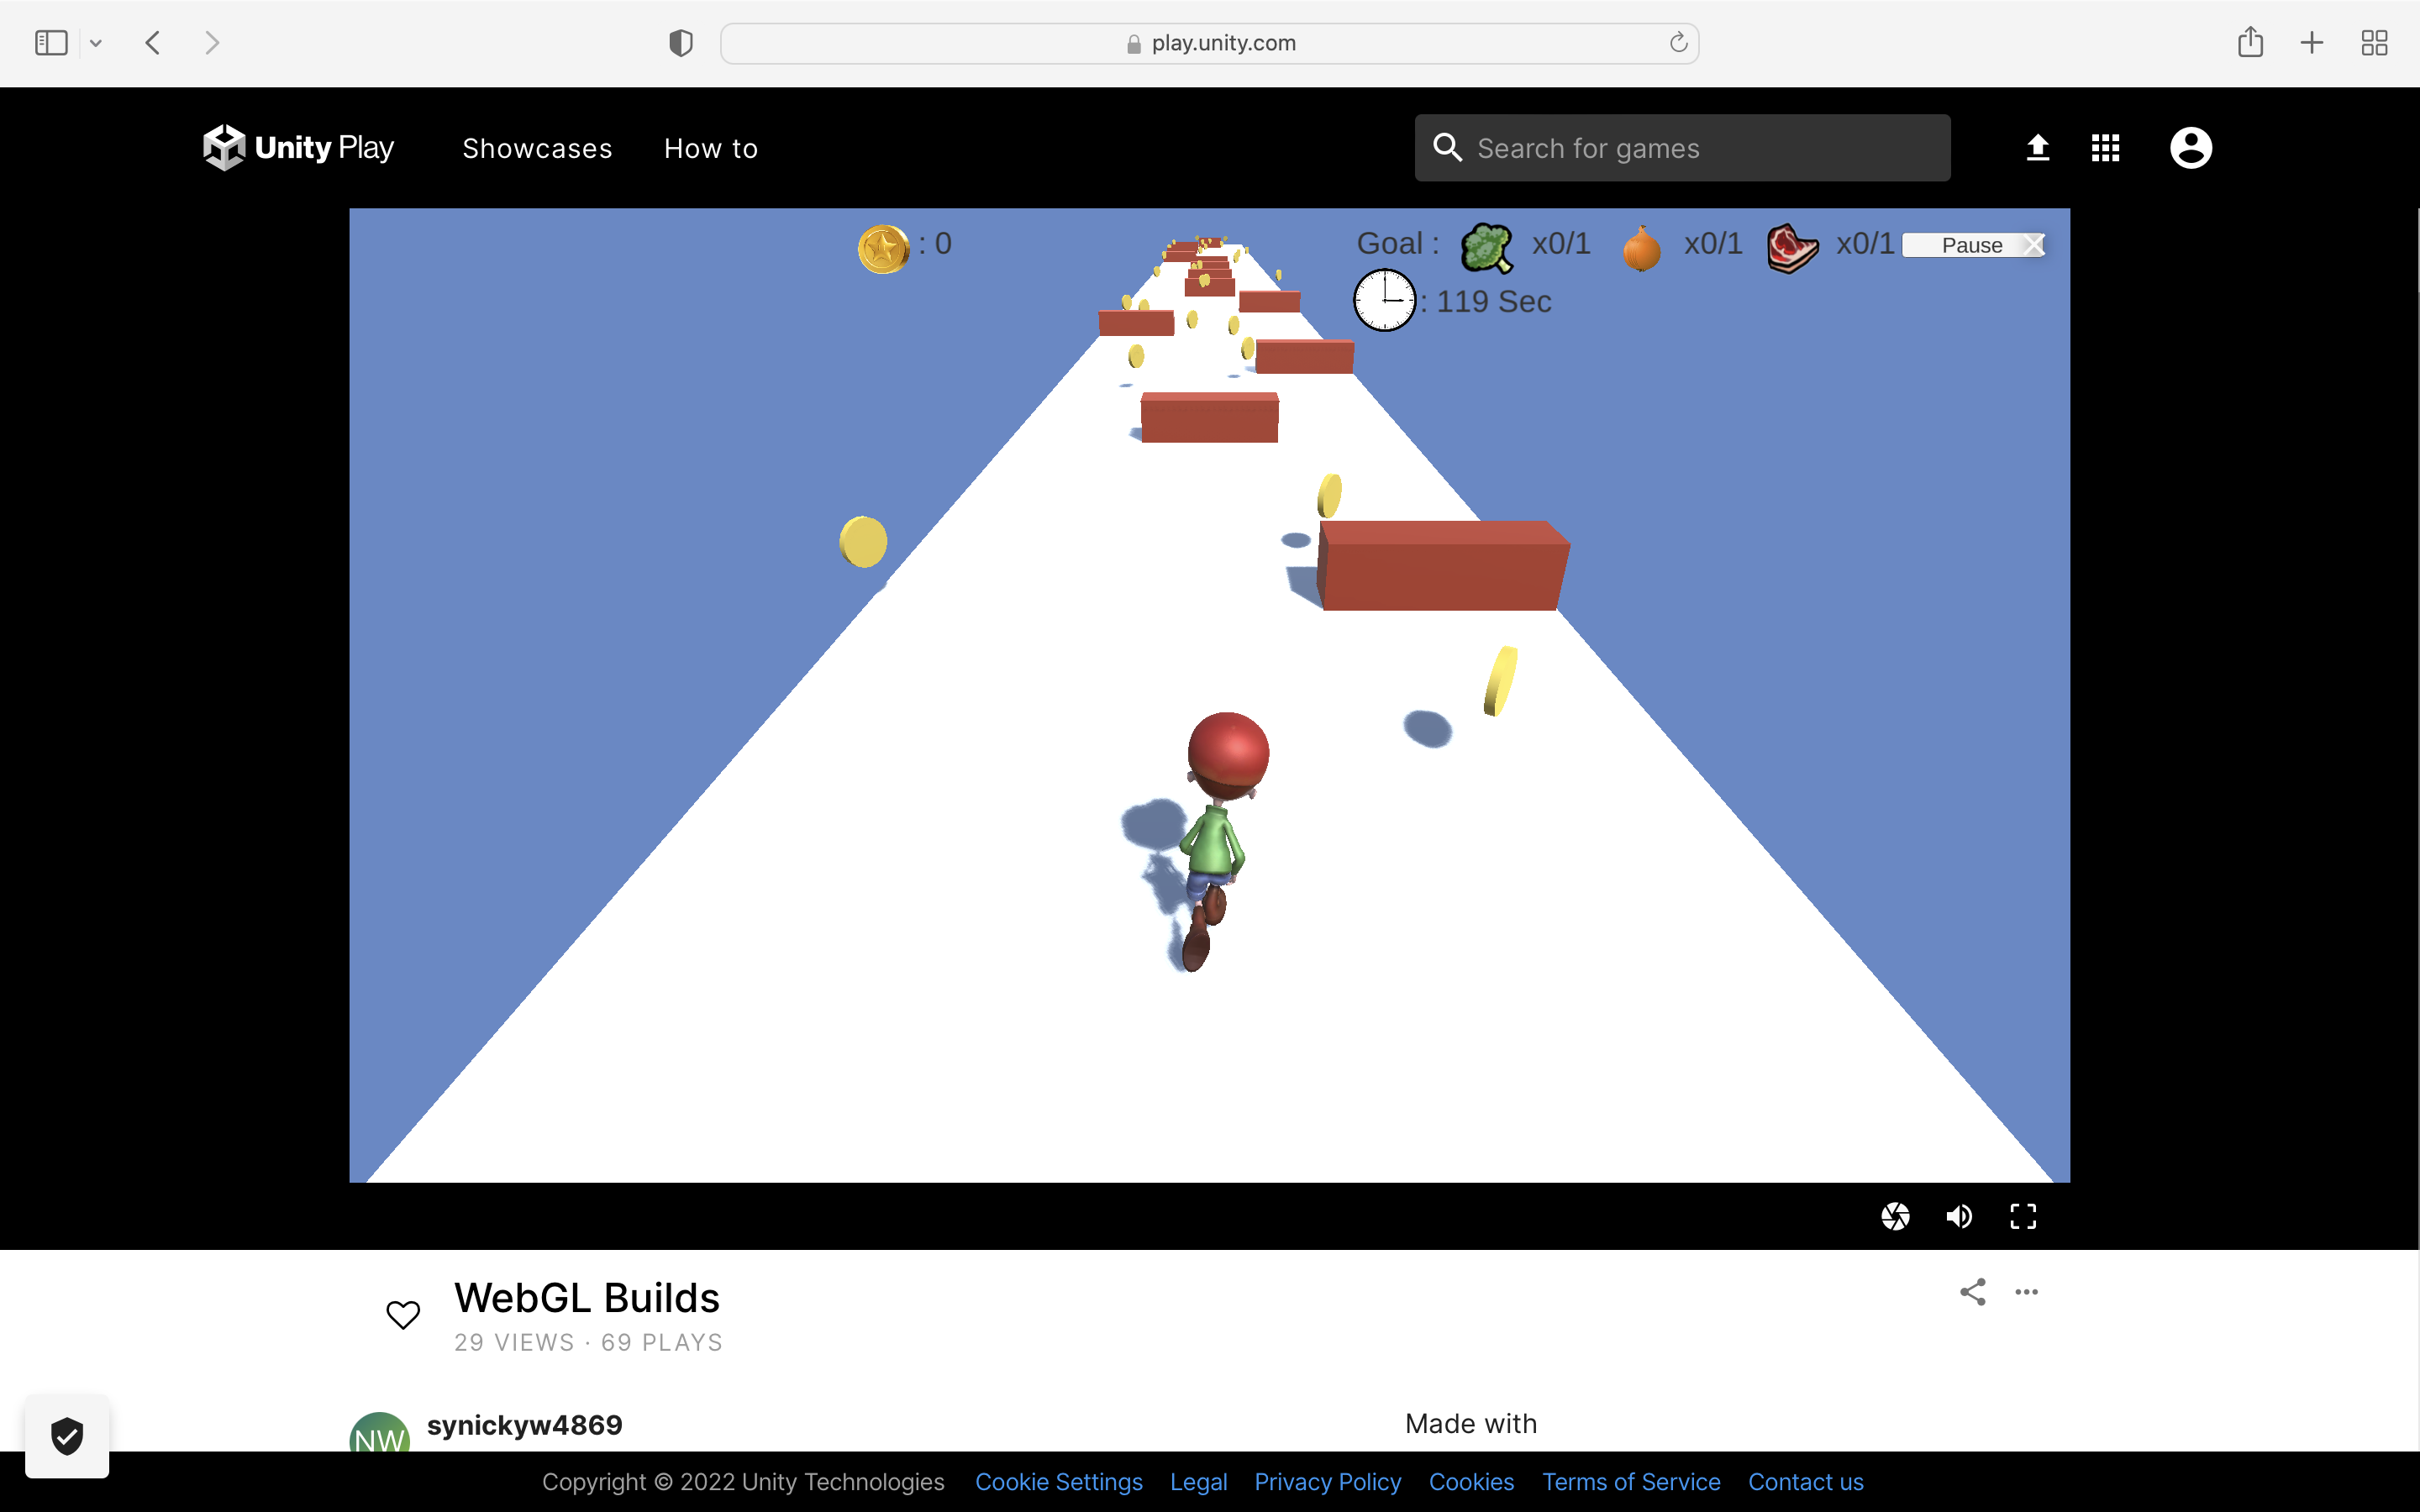 play.unity.com
Unity Play
Showcases
How to
Search for games
: 0
Goal : x0/1 x0/1 x0/1
Pause
: 119 Sec
WebGL Builds
29 VIEWS · 69 PLAYS
NW
synickyw4869
Made with
Copyright © 2022 Unity Technologies
Cookie Settings
Legal
Privacy Policy
Cookies
Terms of Service
Contact us